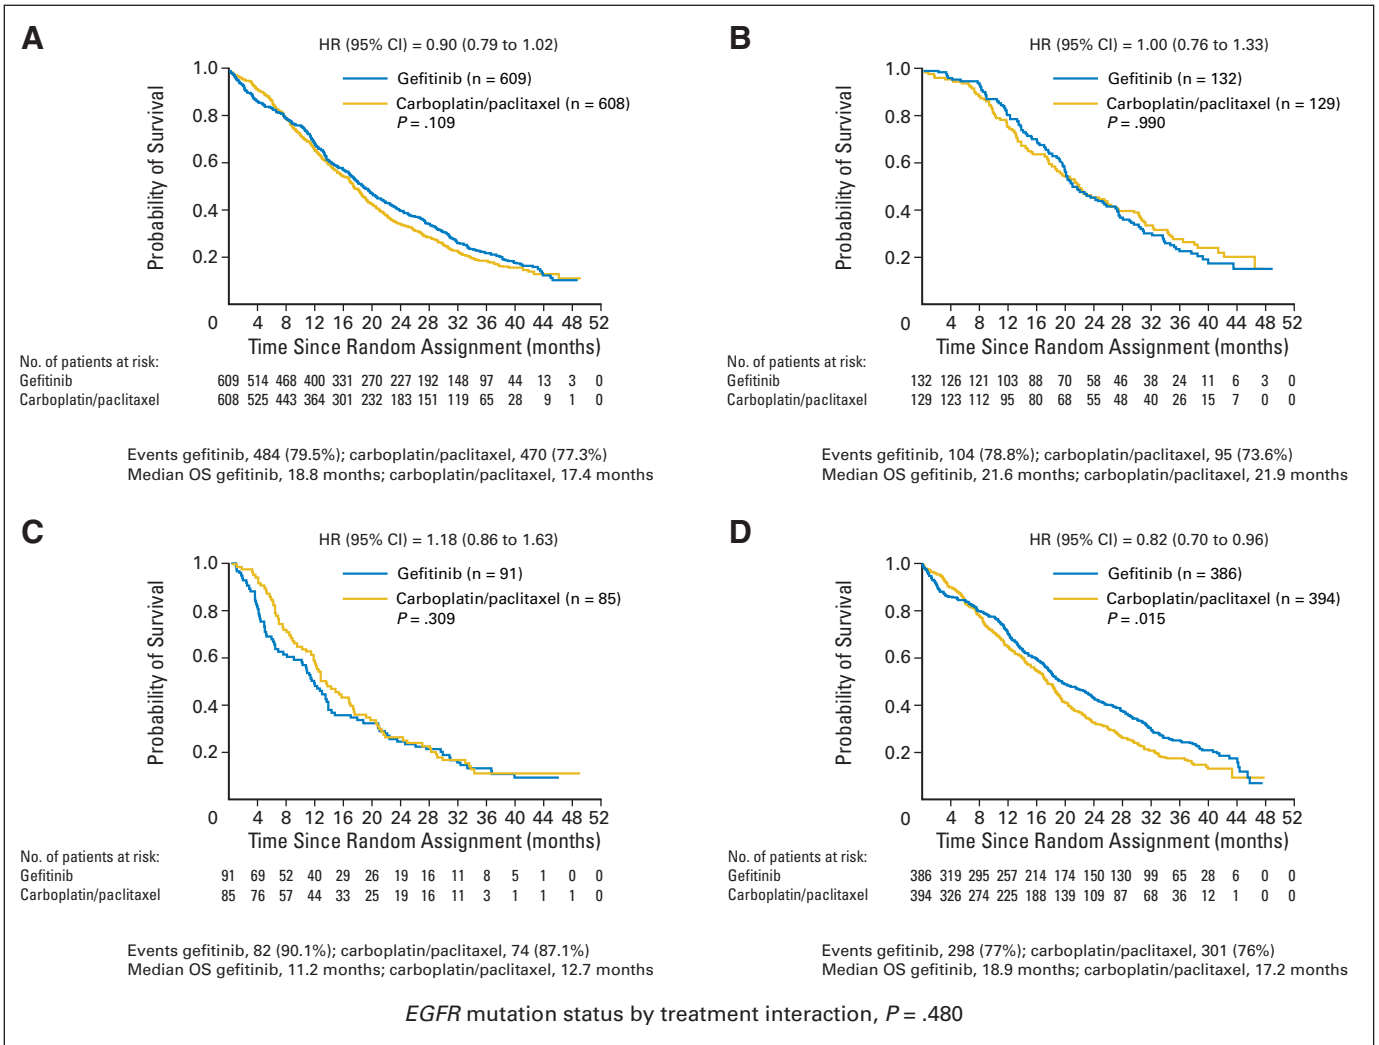 A
HR (95% CI) = 0.90 (0.79 to 1.02)
Gefitinib (n = 609)
Carboplatin/paclitaxel (n = 608)
P = .109
Probability of Survival
1.0
0.8
0.6
0.4
0.2
0 4 8 12 16 20 24 28 32 36 40 44 48 52
Time Since Random Assignment (months)
No. of patients at risk:
Gefitinib 609 514 468 400 331 270 227 192 148 97 44 13 3 0
Carboplatin/paclitaxel 608 525 443 364 301 232 183 151 119 65 28 9 1 0
Events gefitinib, 484 (79.5%); carboplatin/paclitaxel, 470 (77.3%)
Median OS gefitinib, 18.8 months; carboplatin/paclitaxel, 17.4 months
B
HR (95% CI) = 1.00 (0.76 to 1.33)
Gefitinib (n = 132)
Carboplatin/paclitaxel (n = 129)
P = .990
Probability of Survival
1.0
0.8
0.6
0.4
0.2
0 4 8 12 16 20 24 28 32 36 40 44 48 52
Time Since Random Assignment (months)
No. of patients at risk:
Gefitinib 132 126 121 103 88 70 58 46 38 24 11 6 3 0
Carboplatin/paclitaxel 129 123 112 95 80 68 55 48 40 26 15 7 0 0
Events gefitinib, 104 (78.8%); carboplatin/paclitaxel, 95 (73.6%)
Median OS gefitinib, 21.6 months; carboplatin/paclitaxel, 21.9 months
C
HR (95% CI) = 1.18 (0.86 to 1.63)
Gefitinib (n = 91)
Carboplatin/paclitaxel (n = 85)
P = .309
Probability of Survival
1.0
0.8
0.6
0.4
0.2
0 4 8 12 16 20 24 28 32 36 40 44 48 52
Time Since Random Assignment (months)
No. of patients at risk:
Gefitinib 91 69 52 40 29 26 19 16 11 8 5 1 0 0
Carboplatin/paclitaxel 85 76 57 44 33 25 19 16 11 3 1 1 1 0
Events gefitinib, 82 (90.1%); carboplatin/paclitaxel, 74 (87.1%)
Median OS gefitinib, 11.2 months; carboplatin/paclitaxel, 12.7 months
D
HR (95% CI) = 0.82 (0.70 to 0.96)
Gefitinib (n = 386)
Carboplatin/paclitaxel (n = 394)
P = .015
Probability of Survival
1.0
0.8
0.6
0.4
0.2
0 4 8 12 16 20 24 28 32 36 40 44 48 52
Time Since Random Assignment (months)
No. of patients at risk:
Gefitinib 386 319 295 257 214 174 150 130 99 65 28 6 0 0
Carboplatin/paclitaxel 394 326 274 225 188 139 109 87 68 36 12 1 0 0
Events gefitinib, 298 (77%); carboplatin/paclitaxel, 301 (76%)
Median OS gefitinib, 18.9 months; carboplatin/paclitaxel, 17.2 months
EGFR mutation status by treatment interaction, P = .480